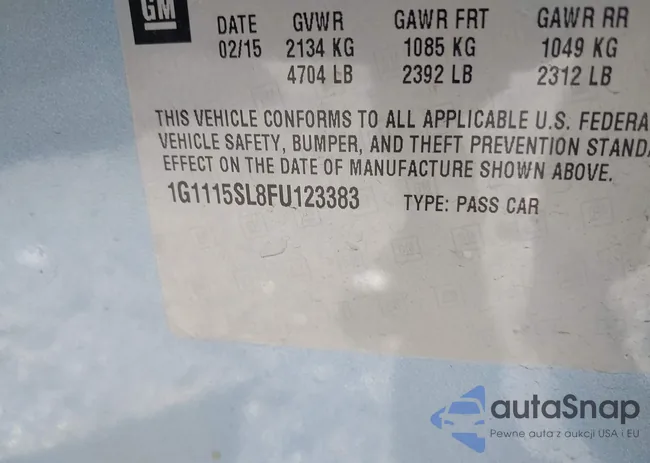 GM
DATE GVWR GAWR FRT GAWR RR
02/15 2134 KG 1085 KG 1049 KG
4704 LB 2392 LB 2312 LB
THIS VEHICLE CONFORMS TO ALL APPLICABLE U.S. FEDERA
VEHICLE SAFETY, BUMPER, AND THEFT PREVENTION STANDA
EFFECT ON THE DATE OF MANUFACTURE SHOWN ABOVE.
1G1115SL8FU123383 TYPE: PASS CAR
autaSnap
Pewne auta z aukcji USA i EU